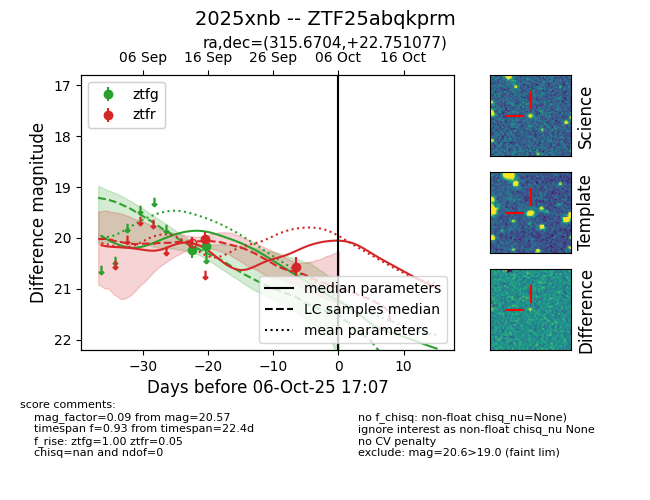 2025xnb -- ZTF25abqkprm
ra,dec=(315.6704,+22.751077)
06 Sep 16 Sep 26 Sep 06 Oct 16 Oct
17
18
19
20
21
22
Difference magnitude
ztfg
ztfr
median parameters
LC samples median
mean parameters
−30 −20 −10 0 10
Days before 06-Oct-25 17:07
Science
Template
Difference
score comments:
mag_factor=0.09 from mag=20.57
timespan f=0.93 from timespan=22.4d
f_rise: ztfg=1.00 ztfr=0.05
chisq=nan and ndof=0
no f_chisq: non-float chisq_nu=None)
ignore interest as non-float chisq_nu None
no CV penalty
exclude: mag=20.6>19.0 (faint lim)